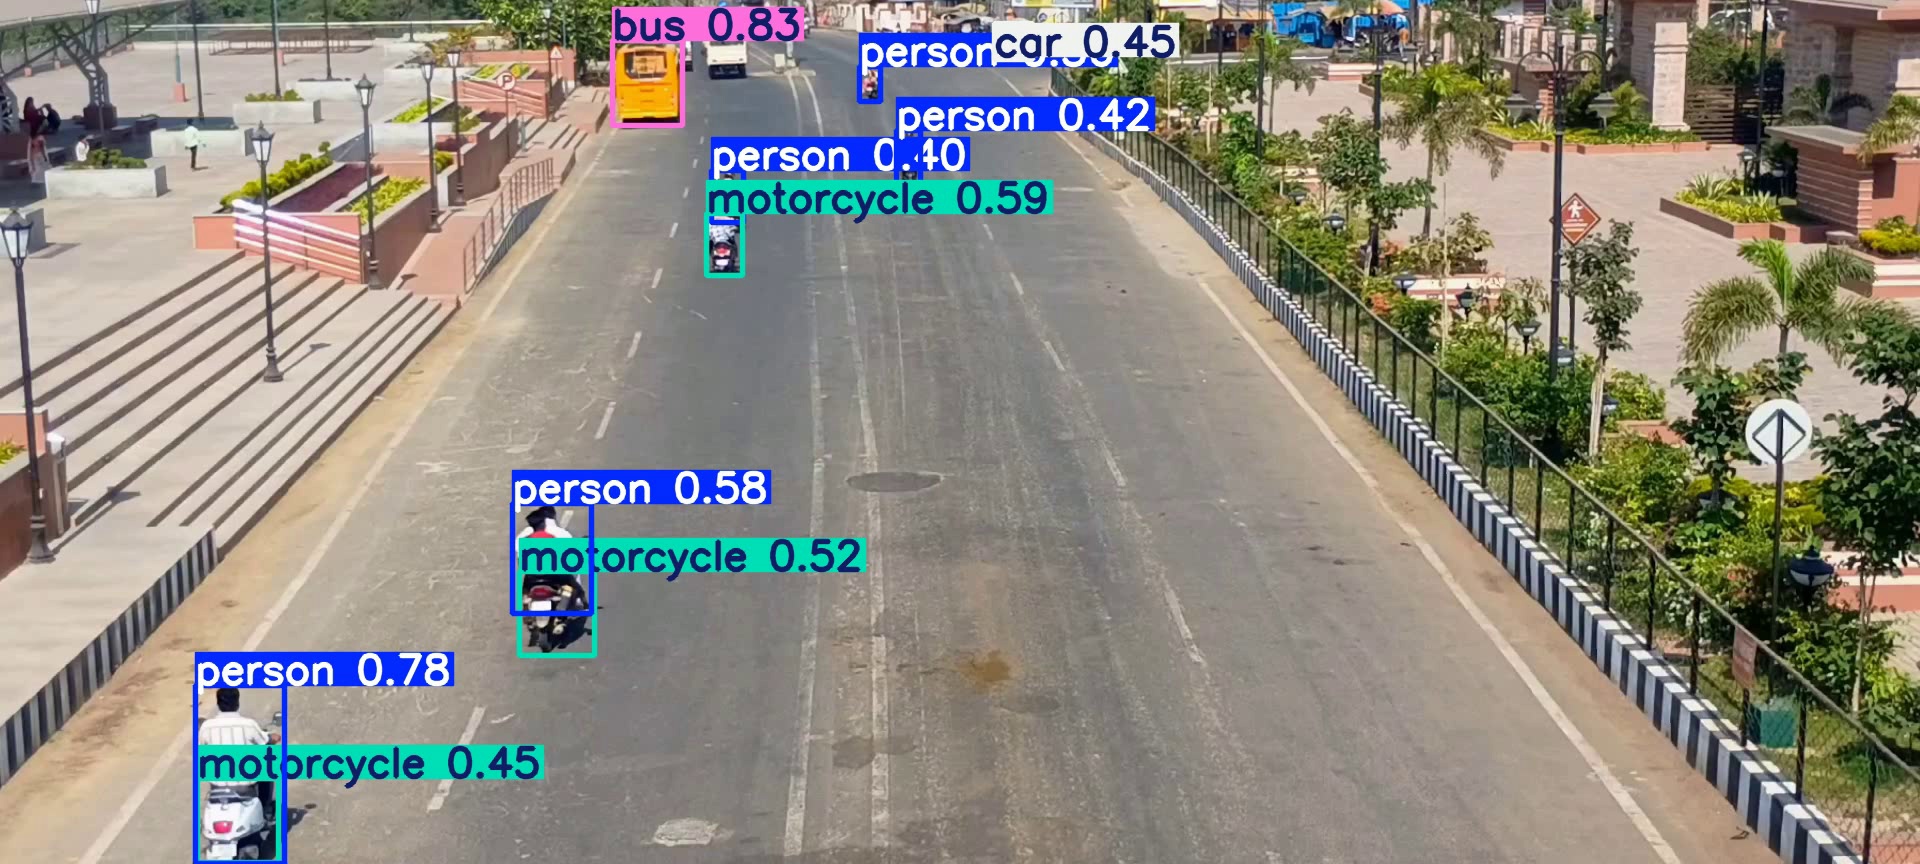 bus 0.83
person
car 0.45
person 0.42
person 0.40
motorcycle 0.59
person 0.58
motorcycle 0.52
person 0.78
motorcycle 0.45
P